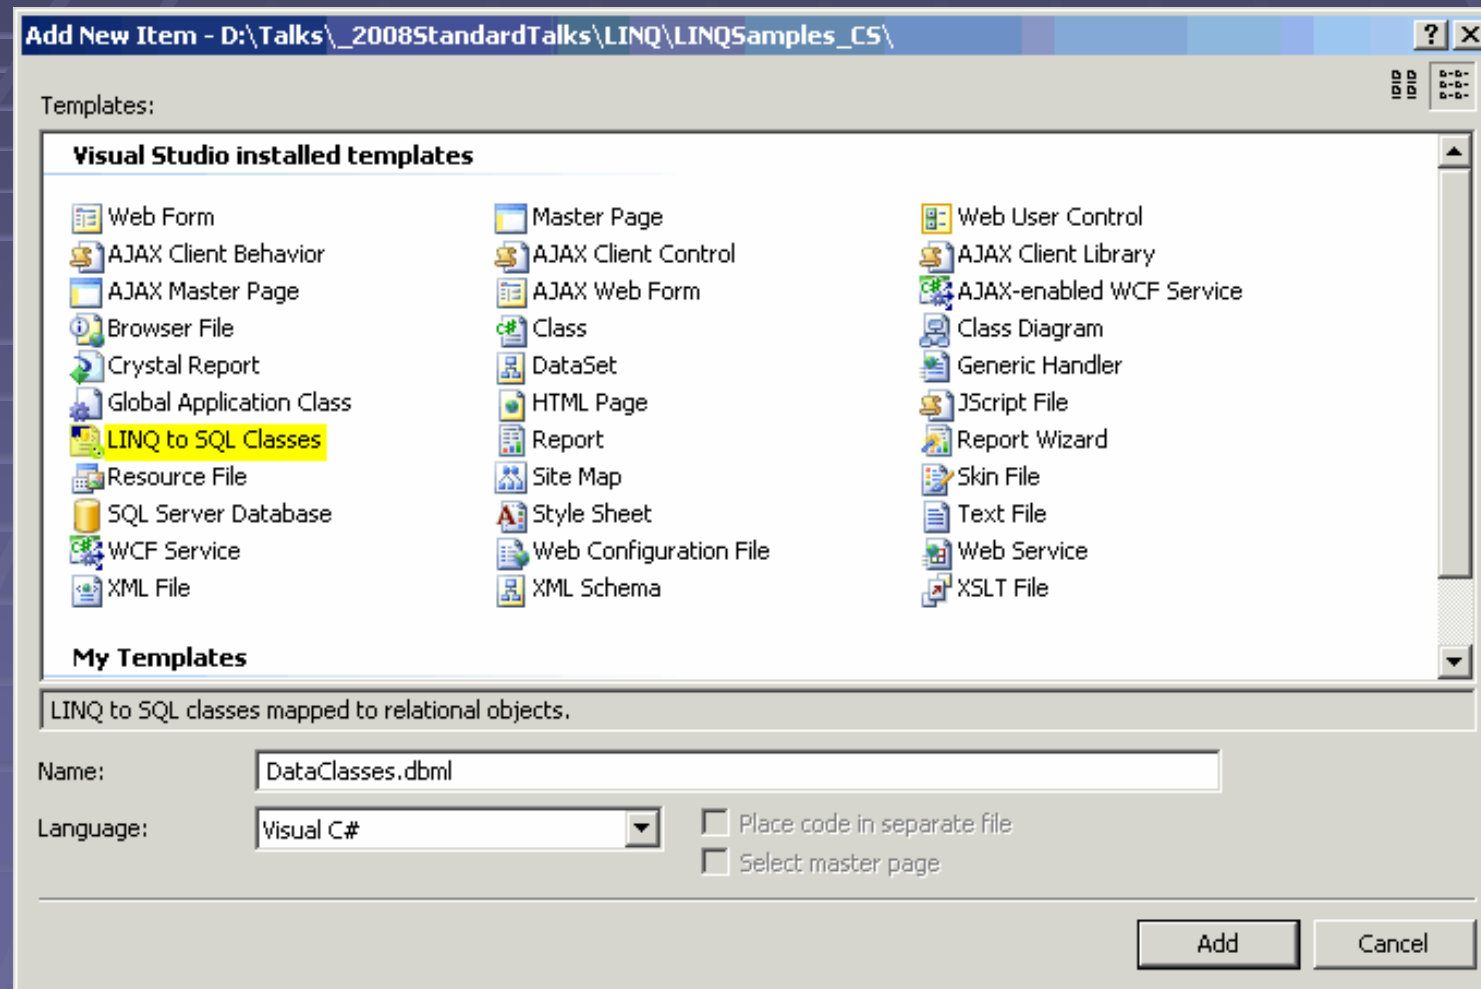 Add New Item - D:\Talks\_2008StandardTalks\LINQ\LINQSamples_CS\
Templates:
Visual Studio installed templates
Web Form Master Page Web User Control
AJAX Client Behavior AJAX Client Control AJAX Client Library
AJAX Master Page AJAX Web Form AJAX-enabled WCF Service
Browser File Class Class Diagram
Crystal Report DataSet Generic Handler
Global Application Class HTML Page JScript File
LINQ to SQL Classes Report Report Wizard
Resource File Site Map Skin File
SQL Server Database Style Sheet Text File
WCF Service Web Configuration File Web Service
XML File XML Schema XSLT File
My Templates
LINQ to SQL classes mapped to relational objects.
Name: DataClasses.dbml
Language: Visual C# Place code in separate file
Select master page
Add Cancel